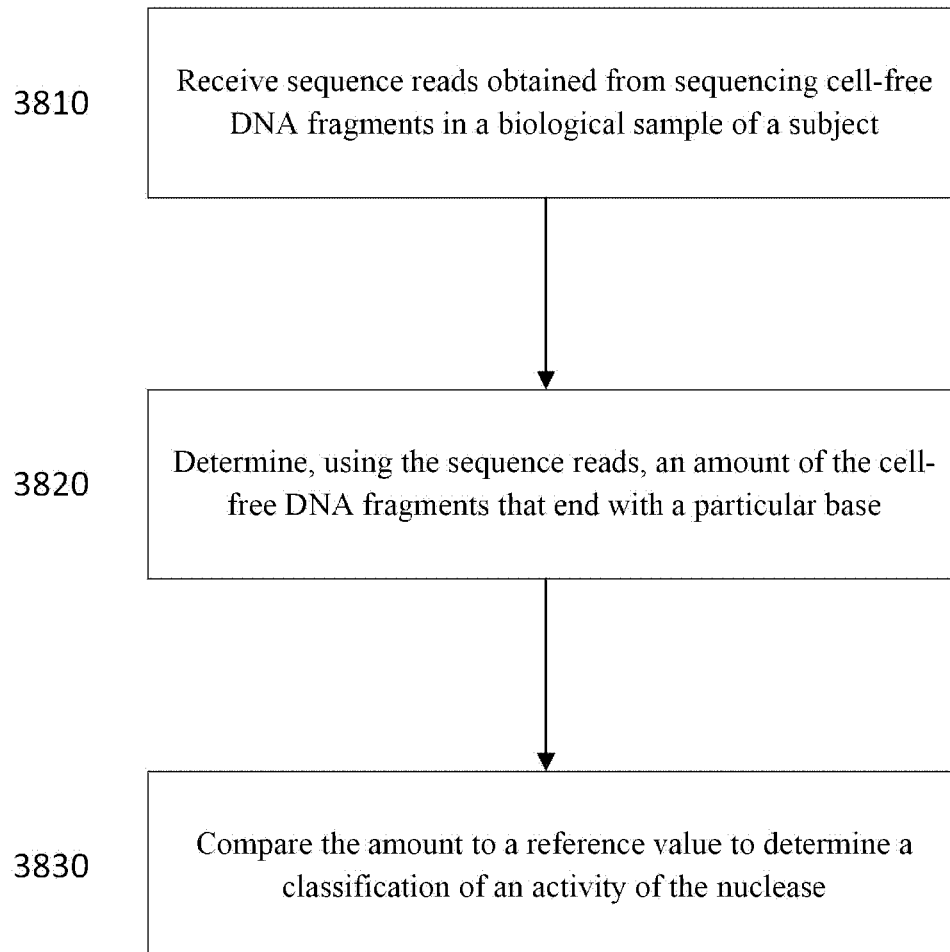 3810
Receive sequence reads obtained from sequencing cell-free
DNA fragments in a biological sample of a subject
3820
Determine, using the sequence reads, an amount of the cell-
free DNA fragments that end with a particular base
3830
Compare the amount to a reference value to determine a
classification of an activity of the nuclease